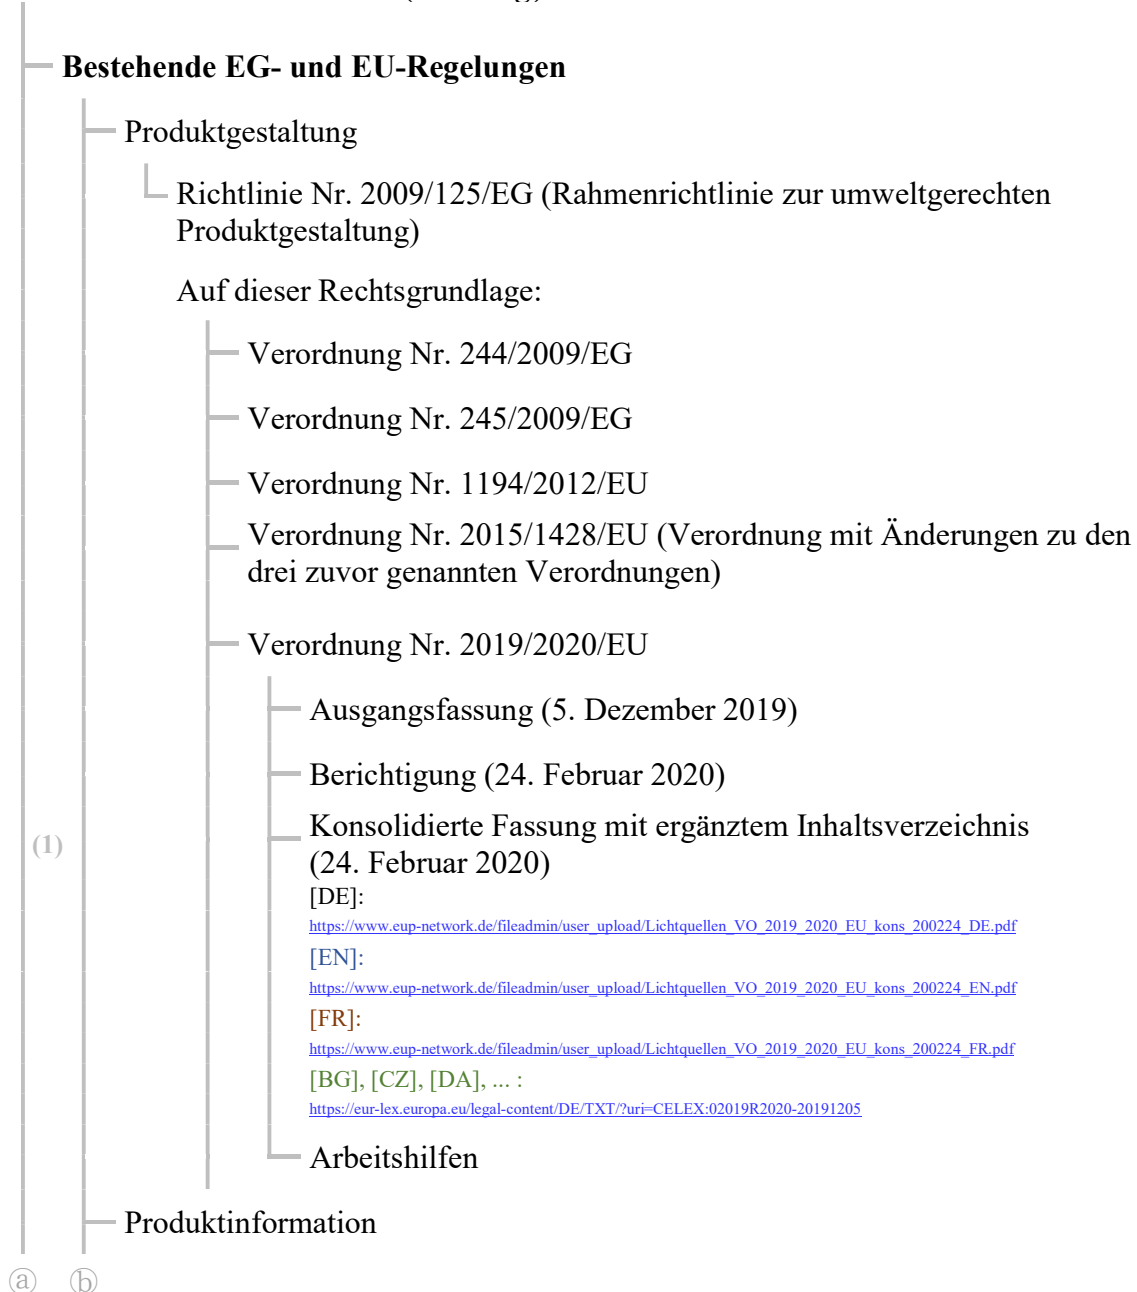 Bestehende EG- und EU-Regelungen
Produktgestaltung
Richtlinie Nr. 2009/125/EG (Rahmenrichtlinie zur umweltgerechten
Produktgestaltung)
Auf dieser Rechtsgrundlage:
Verordnung Nr. 244/2009/EG
Verordnung Nr. 245/2009/EG
Verordnung Nr. 1194/2012/EU
Verordnung Nr. 2015/1428/EU (Verordnung mit Änderungen zu den
drei zuvor genannten Verordnungen)
Verordnung Nr. 2019/2020/EU
Ausgangsfassung (5. Dezember 2019)
Berichtigung (24. Februar 2020)
Konsolidierte Fassung mit ergänztem Inhaltsverzeichnis
(1)
(24. Februar 2020)
[DE]:
https://www.eup-network.de/fileadmin/user_upload/Lichtquellen_VO_2019_2020_EU_kons_200224_DE.pdf
[EN]:
https://www.eup-network.de/fileadmin/user_upload/Lichtquellen_VO_2019_2020_EU_kons_200224_EN.pdf
[FR]:
https://www.eup-network.de/fileadmin/user_upload/Lichtquellen_VO_2019_2020_EU_kons_200224_FR.pdf
[BG], [CZ], [DA], ... :
https://eur-lex.europa.eu/legal-content/DE/TXT/?uri=CELEX:02019R2020-20191205
Arbeitshilfen
Produktinformation
ⓐ ⓑ